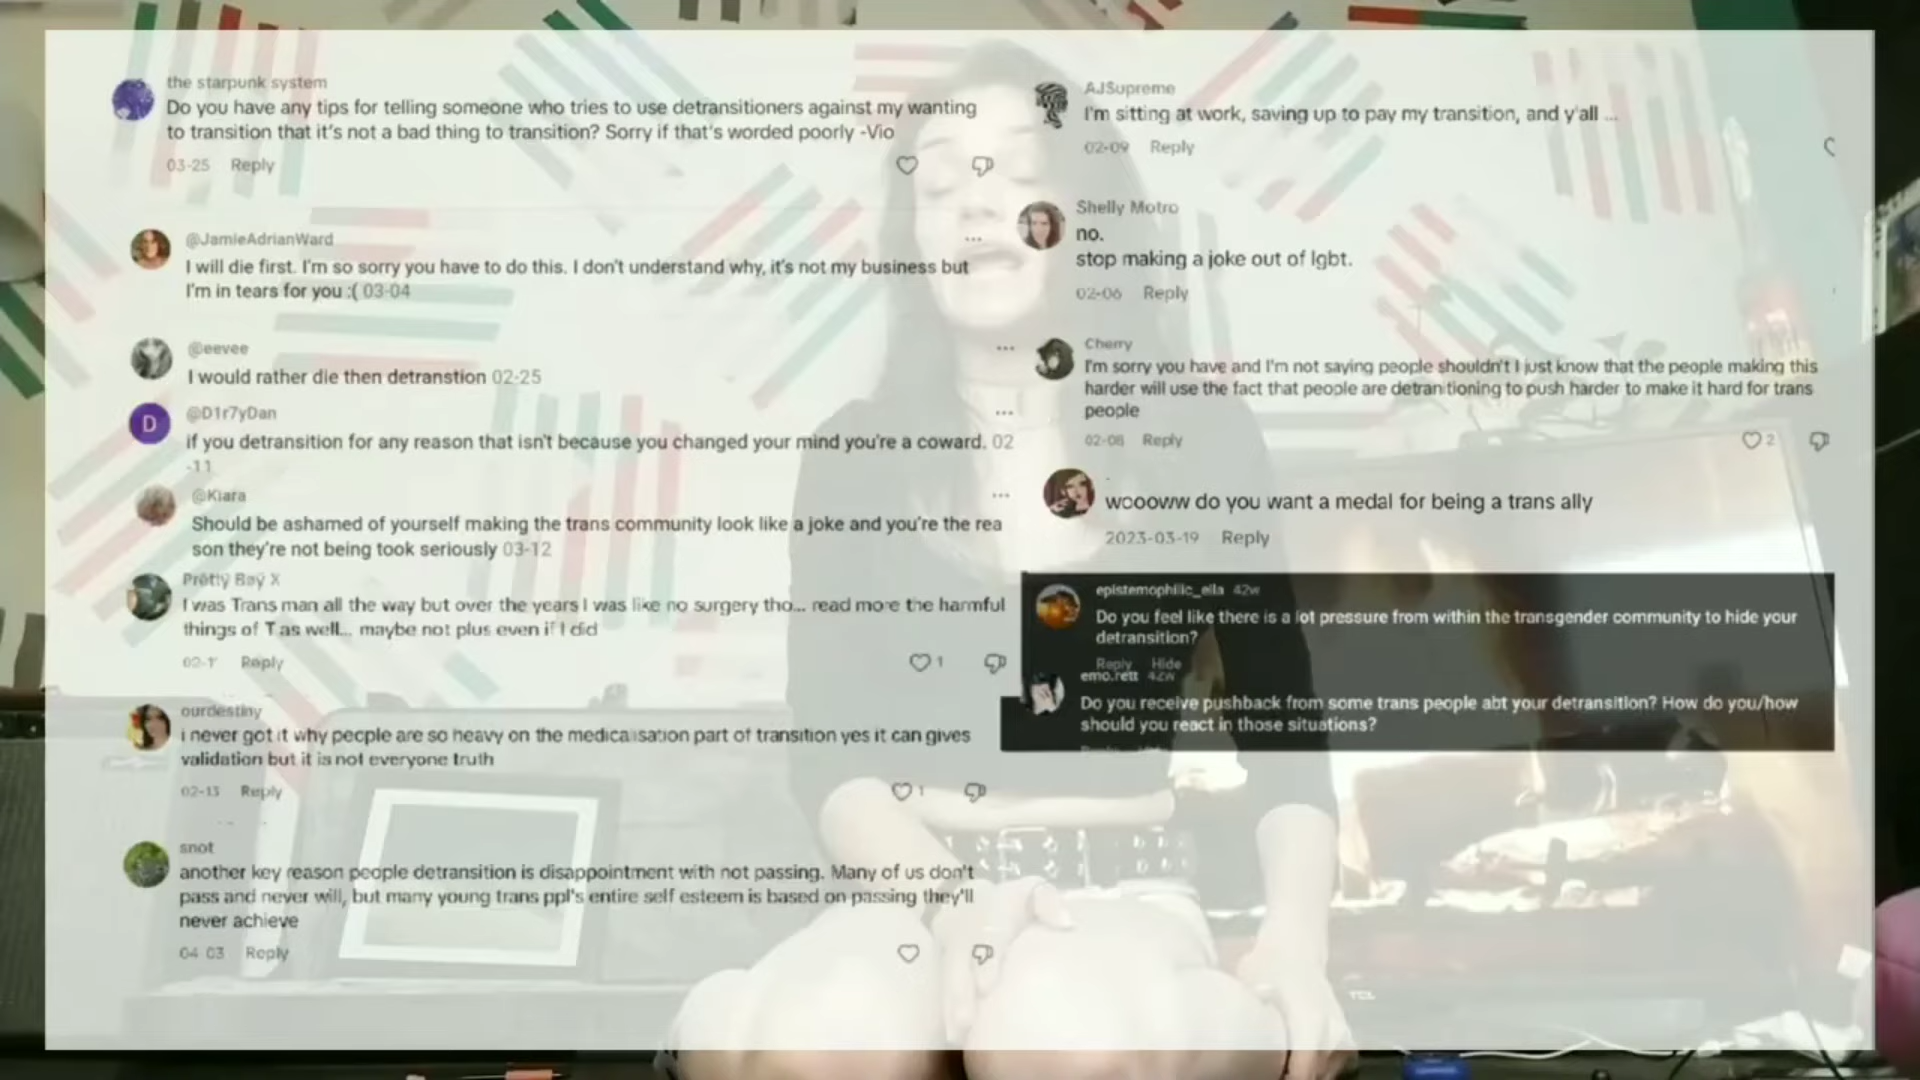 the starpunk system
Do you have any tips for telling someone who tries to use detransitioners against my wanting
to transition that it's not a bad thing to transition? Sorry if that's worded poorly -Vio
03-25 Reply
@JamieAdrianWard
I will die first. I'm so sorry you have to do this. I don't understand why, it's not my business but
I'm in tears for you :( 03-04
@eevee
I would rather die then detranstion 02-25
D
@D1r7yDan
if you detransition for any reason that isn't because you changed your mind you're a coward. 02
-11
@Kiara
Should be ashamed of yourself making the trans community look like a joke and you're the rea
son they're not being took seriously 03-12
Prëtty Bøy X
I was Trans man all the way but over the years I was like no surgery tho... read more the harmful
things of T as well... maybe not plus even if I did
Reply
1
ourdestiny
i never got it why people are so heavy on the medicalisation part of transition yes it can gives
validation but it is not everyone truth
02-13 Reply
1
snot
another key reason people detransition is disappointment with not passing. Many of us don't
pass and never will, but many young trans ppl's entire self esteem is based on passing they'll
never achieve
04-03 Reply
AJSupreme
I'm sitting at work, saving up to pay my transition, and y'all ...
02-09 Reply
Shelly Motro
no.
stop making a joke out of lgbt.
02-06 Reply
Cherry
I'm sorry you have and I'm not saying people shouldn't I just know that the people making this
harder will use the fact that people are detranitioning to push harder to make it hard for trans
people
02-08 Reply
2
woooww do you want a medal for being a trans ally
2023-03-19 Reply
epistemophilic_ella 42w
Do you feel like there is a lot pressure from within the transgender community to hide your
detransition?
Reply Hide
emo.rett 42w
Do you receive pushback from some trans people abt your detransition? How do you/how
should you react in those situations?
TCL